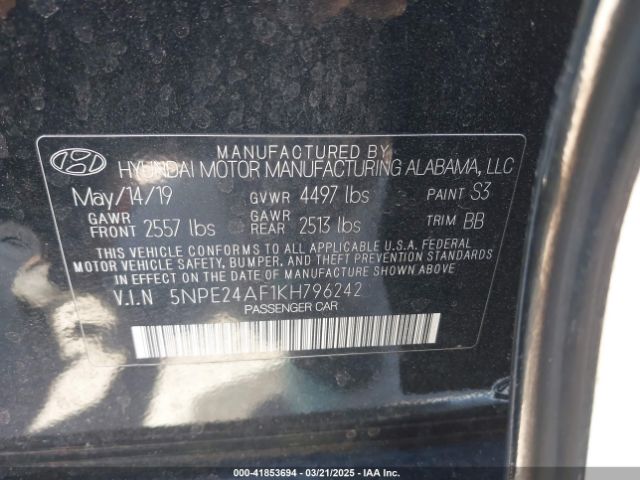 MANUFACTURED BY
HYUNDAI MOTOR MANUFACTURING ALABAMA, LLC
May/14/19 GVWR 4497 lbs PAINT S3
GAWR FRONT 2557 lbs GAWR REAR 2513 lbs TRIM BB
THIS VEHICLE CONFORMS TO ALL APPLICABLE U.S.A. FEDERAL
MOTOR VEHICLE SAFETY, BUMPER, AND THEFT PREVENTION STANDARDS
IN EFFECT ON THE DATE OF MANUFACTURE SHOWN ABOVE.
V.I.N 5NPE24AF1KH796242
PASSENGER CAR
000-41853694 - 03/21/2025 - IAA Inc.